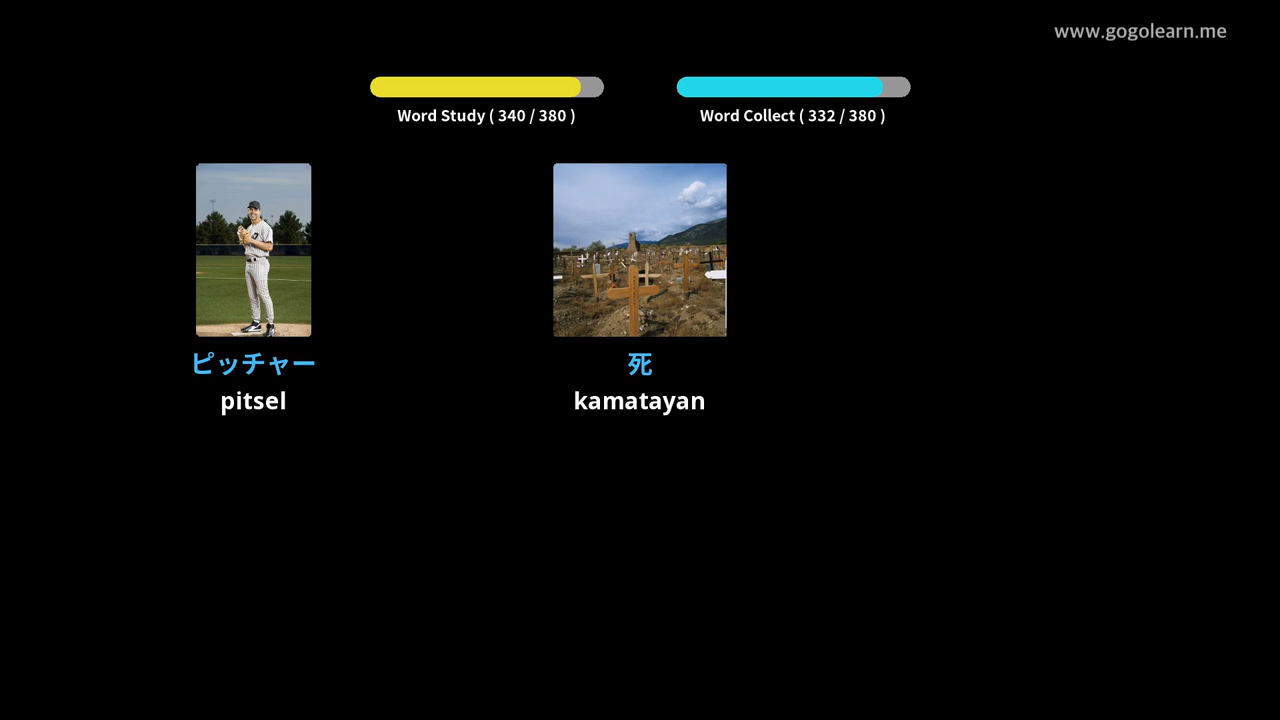 www.gogolearn.me
Word Study ( 340 / 380 )
Word Collect ( 332 / 380 )
ピッチャー
pitsel
死
kamatayan